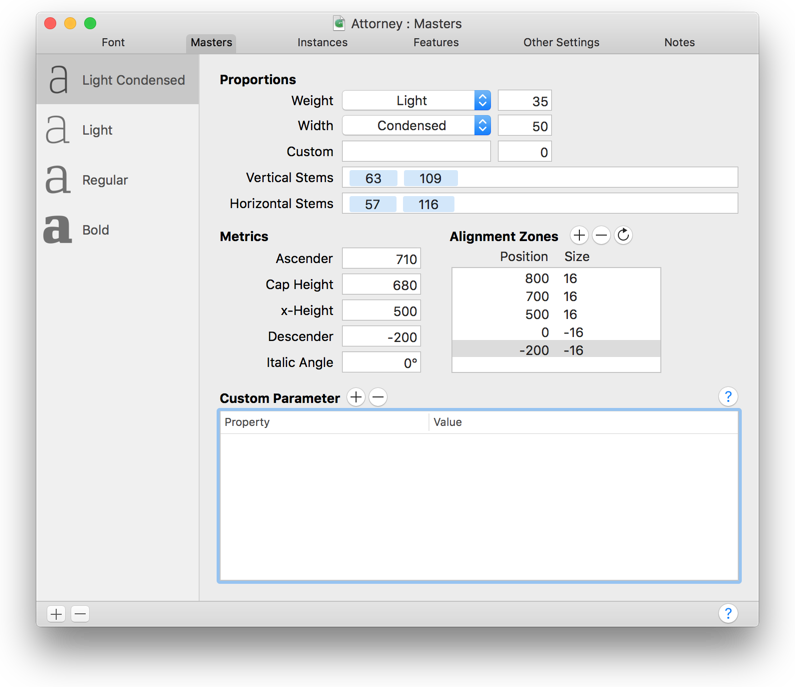 Attorney : Masters
Font Masters Instances Features Other Settings Notes
a Light Condensed
a Light
a Regular
a Bold
Proportions
Weight Light 35
Width Condensed 50
Custom 0
Vertical Stems 63 109
Horizontal Stems 57 116
Metrics
Ascender 710
Cap Height 680
x-Height 500
Descender -200
Italic Angle 0°
Alignment Zones
Position Size
800 16
700 16
500 16
0 -16
-200 -16
Custom Parameter ?
Property Value
?